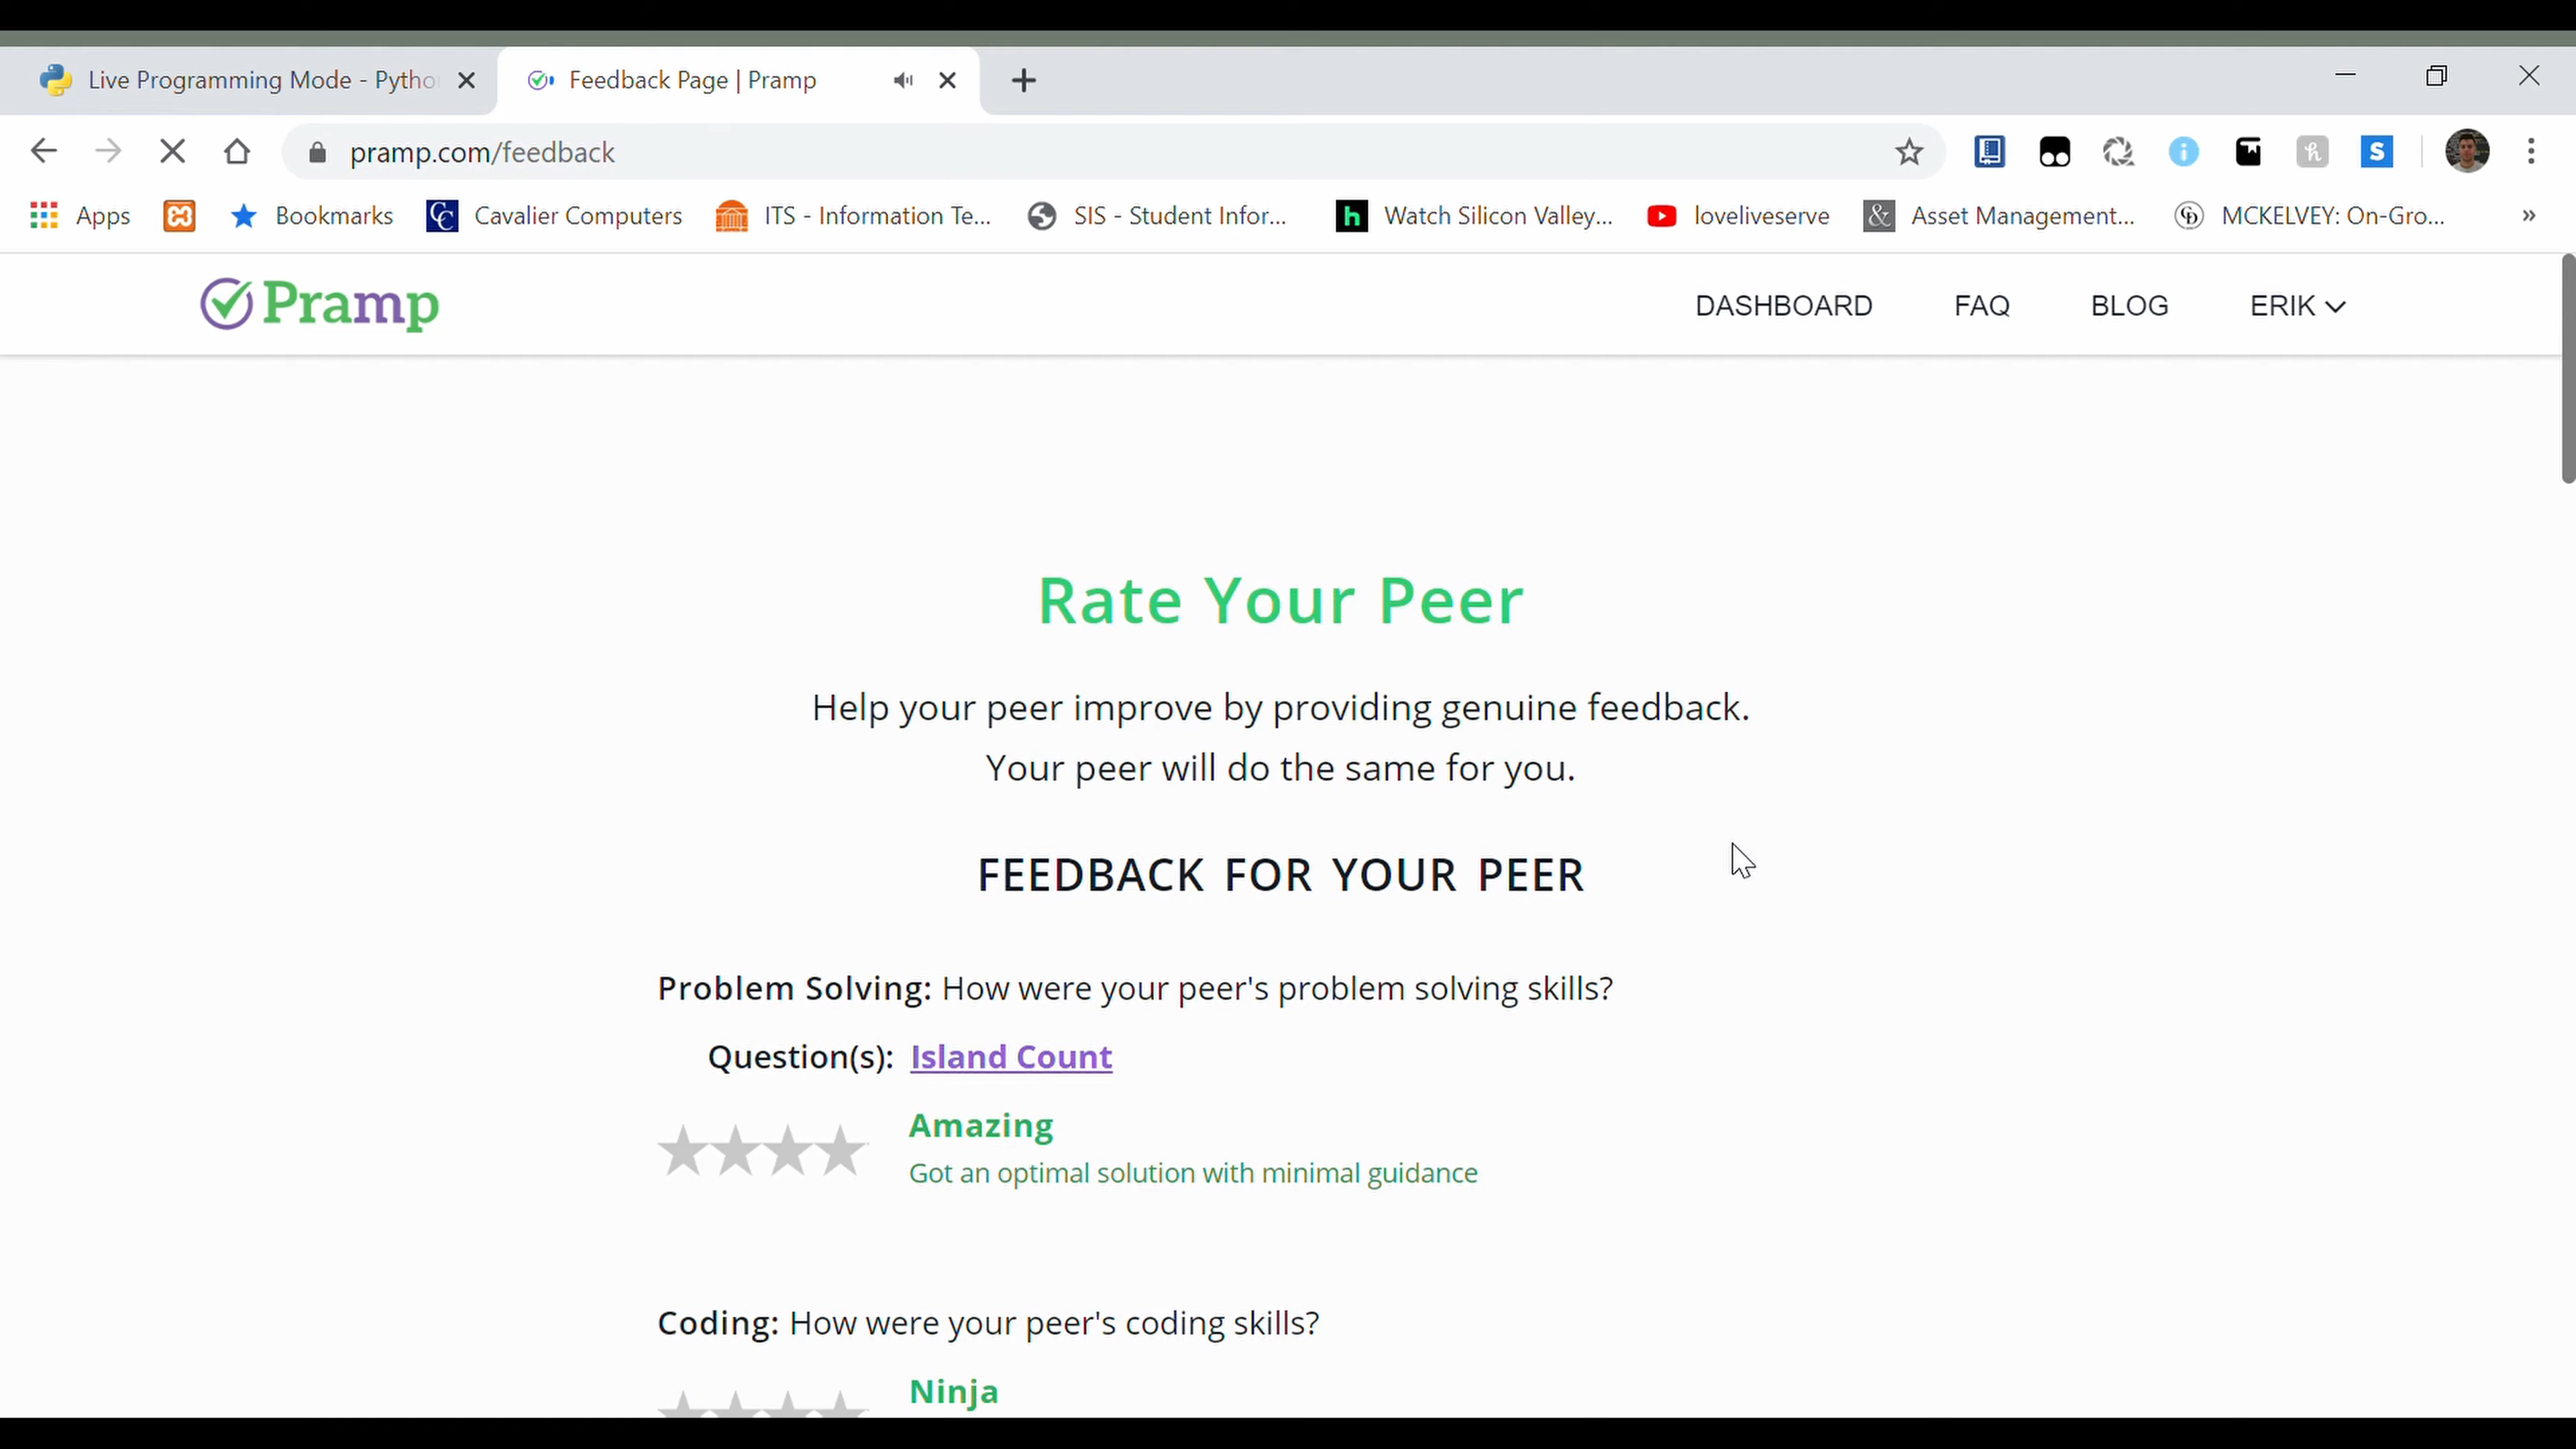 Live Programming Mode - Pytho
Feedback Page | Pramp
pramp.com/feedback
Apps
Bookmarks
Cavalier Computers
ITS - Information Te...
SIS - Student Infor...
Watch Silicon Valley...
loveliveserve
Asset Management...
MCKELVEY: On-Gro...
Pramp
DASHBOARD
FAQ
BLOG
ERIK
Rate Your Peer
Help your peer improve by providing genuine feedback.
Your peer will do the same for you.
FEEDBACK FOR YOUR PEER
Problem Solving: How were your peer's problem solving skills?
Question(s): Island Count
Amazing
Got an optimal solution with minimal guidance
Coding: How were your peer's coding skills?
Ninja